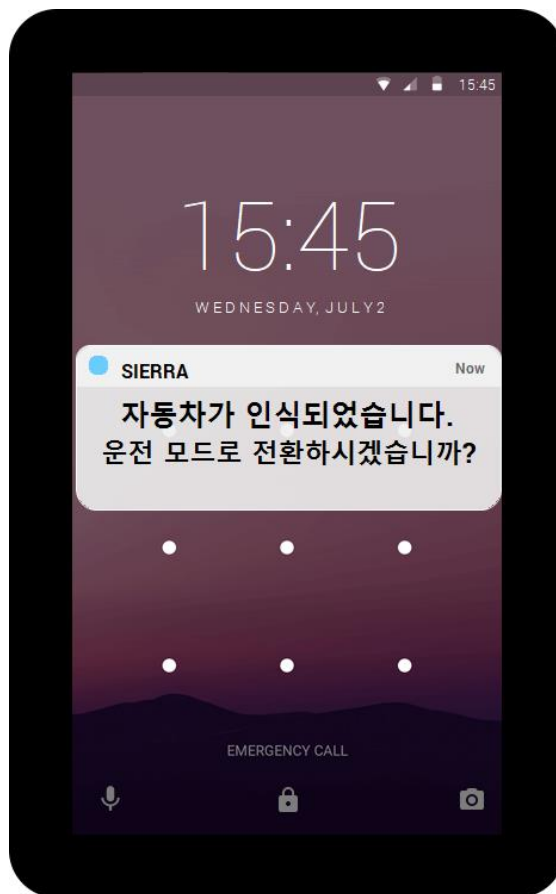 15:45
15:45
WEDNESDAY, JULY2
SIERRA Now
자동차가 인식되었습니다.
운전 모드로 전환하시겠습니까?
EMERGENCY CALL